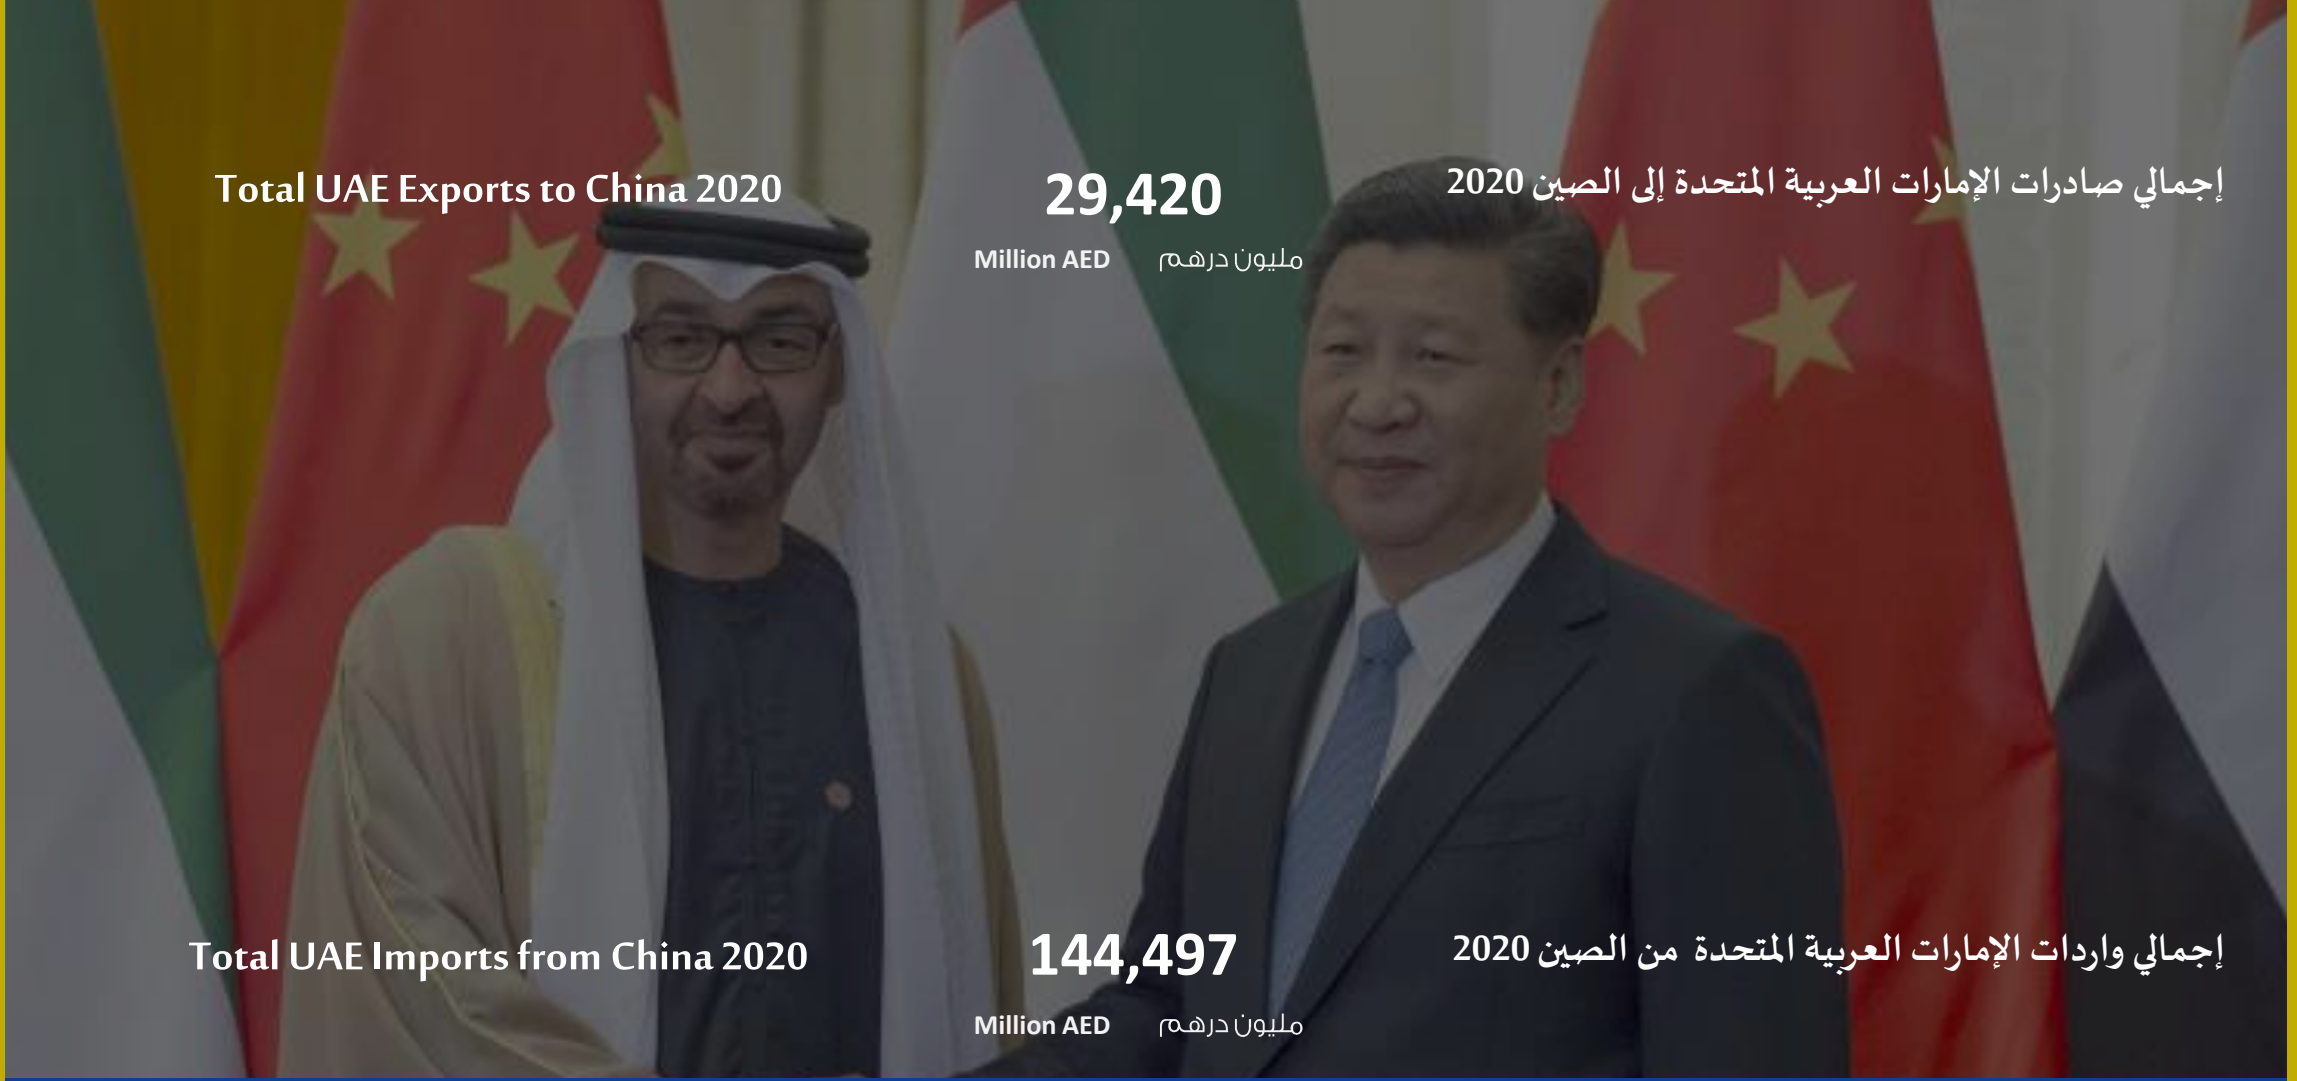 Total UAE Exports to China 2020
29,420
إجمالي صادرات الإمارات العربية المتحدة إلى الصين 2020
Million AED مليون درهم
Total UAE Imports from China 2020
144,497
إجمالي واردات الإمارات العربية المتحدة من الصين 2020
Million AED مليون درهم